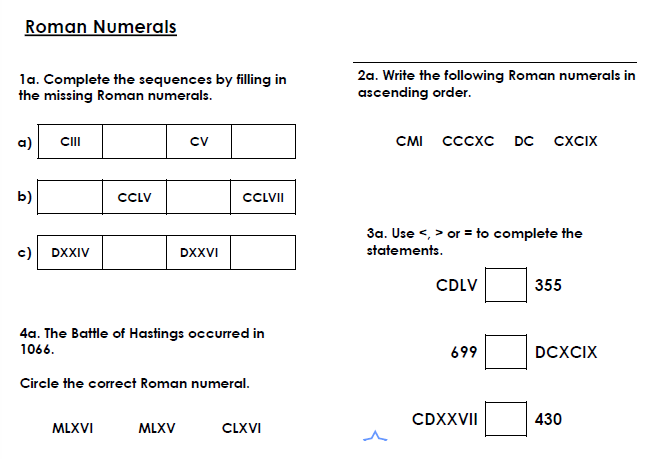 Roman Numerals
1a. Complete the sequences by filling in
the missing Roman numerals.
a) CIII CV
b) CCLV CCLVII
c) DXXIV DXXVI
4a. The Battle of Hastings occurred in
1066.
Circle the correct Roman numeral.
MLXVI MLXV CLXVI
2a. Write the following Roman numerals in
ascending order.
CMI CCCXC DC CXCIX
3a. Use <, > or = to complete the
statements.
CDLV 355
699 DCXCIX
CDXXVII 430